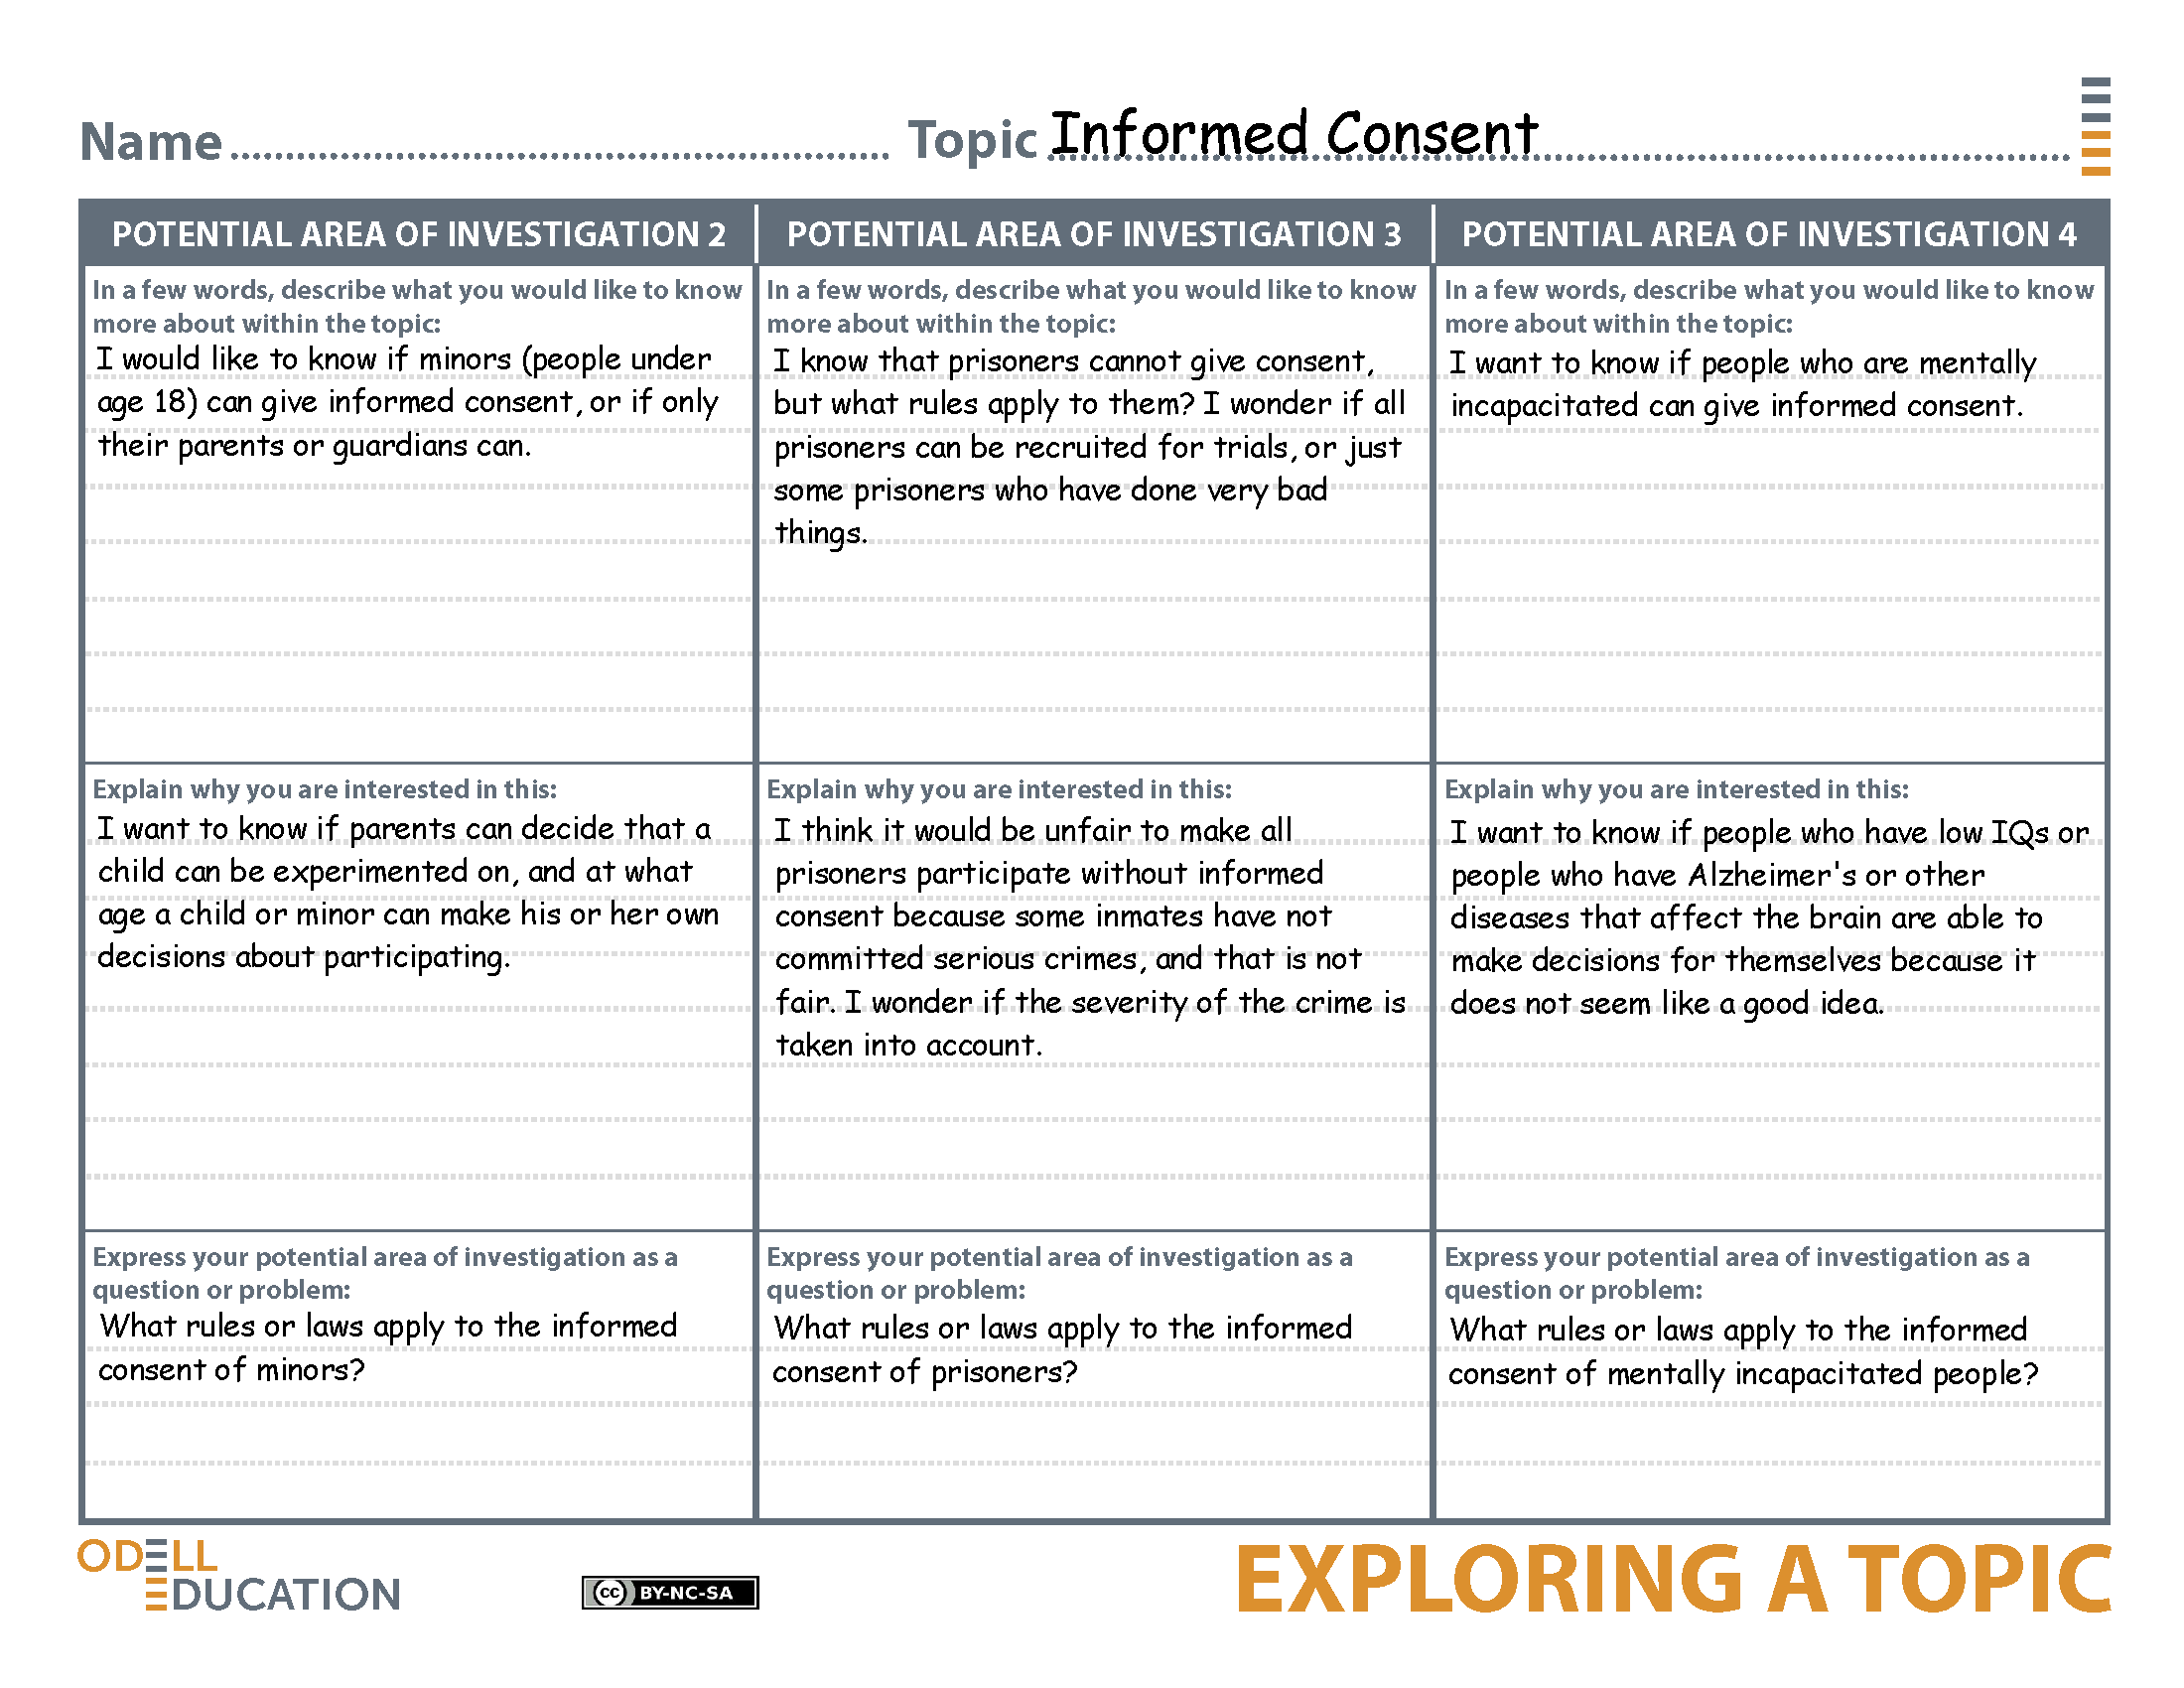 Name Topic Informed Consent
POTENTIAL AREA OF INVESTIGATION 2
In a few words, describe what you would like to know
more about within the topic:
I would like to know if minors (people under
age 18) can give informed consent, or if only
their parents or guardians can.
Explain why you are interested in this:
I want to know if parents can decide that a
child can be experimented on, and at what
age a child or minor can make his or her own
decisions about participating.
Express your potential area of investigation as a
question or problem:
What rules or laws apply to the informed
consent of minors?
POTENTIAL AREA OF INVESTIGATION 3
In a few words, describe what you would like to know
more about within the topic:
I know that prisoners cannot give consent,
but what rules apply to them? I wonder if all
prisoners can be recruited for trials, or just
some prisoners who have done very bad
things.
Explain why you are interested in this:
I think it would be unfair to make all
prisoners participate without informed
consent because some inmates have not
committed serious crimes, and that is not
fair. I wonder if the severity of the crime is
taken into account.
Express your potential area of investigation as a
question or problem:
What rules or laws apply to the informed
consent of prisoners?
POTENTIAL AREA OF INVESTIGATION 4
In a few words, describe what you would like to know
more about within the topic:
I want to know if people who are mentally
incapacitated can give informed consent.
Explain why you are interested in this:
I want to know if people who have low IQs or
people who have Alzheimer's or other
diseases that affect the brain are able to
make decisions for themselves because it
does not seem like a good idea.
Express your potential area of investigation as a
question or problem:
What rules or laws apply to the informed
consent of mentally incapacitated people?
ODELL
EDUCATION
cc BY-NC-SA
EXPLORING A TOPIC